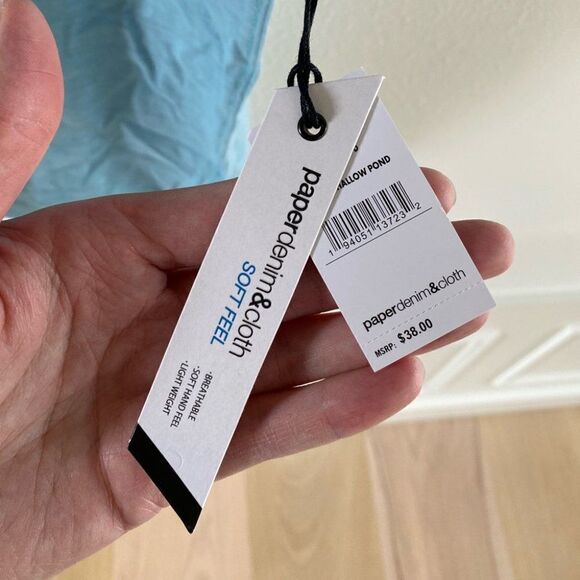 paperdenim&cloth
SOFT FEEL
•BREATHABLE
•SOFT HAND FEEL
•LIGHT WEIGHT
POND
1 94051 13723 2
paperdenim&cloth
MSRP: $38.00